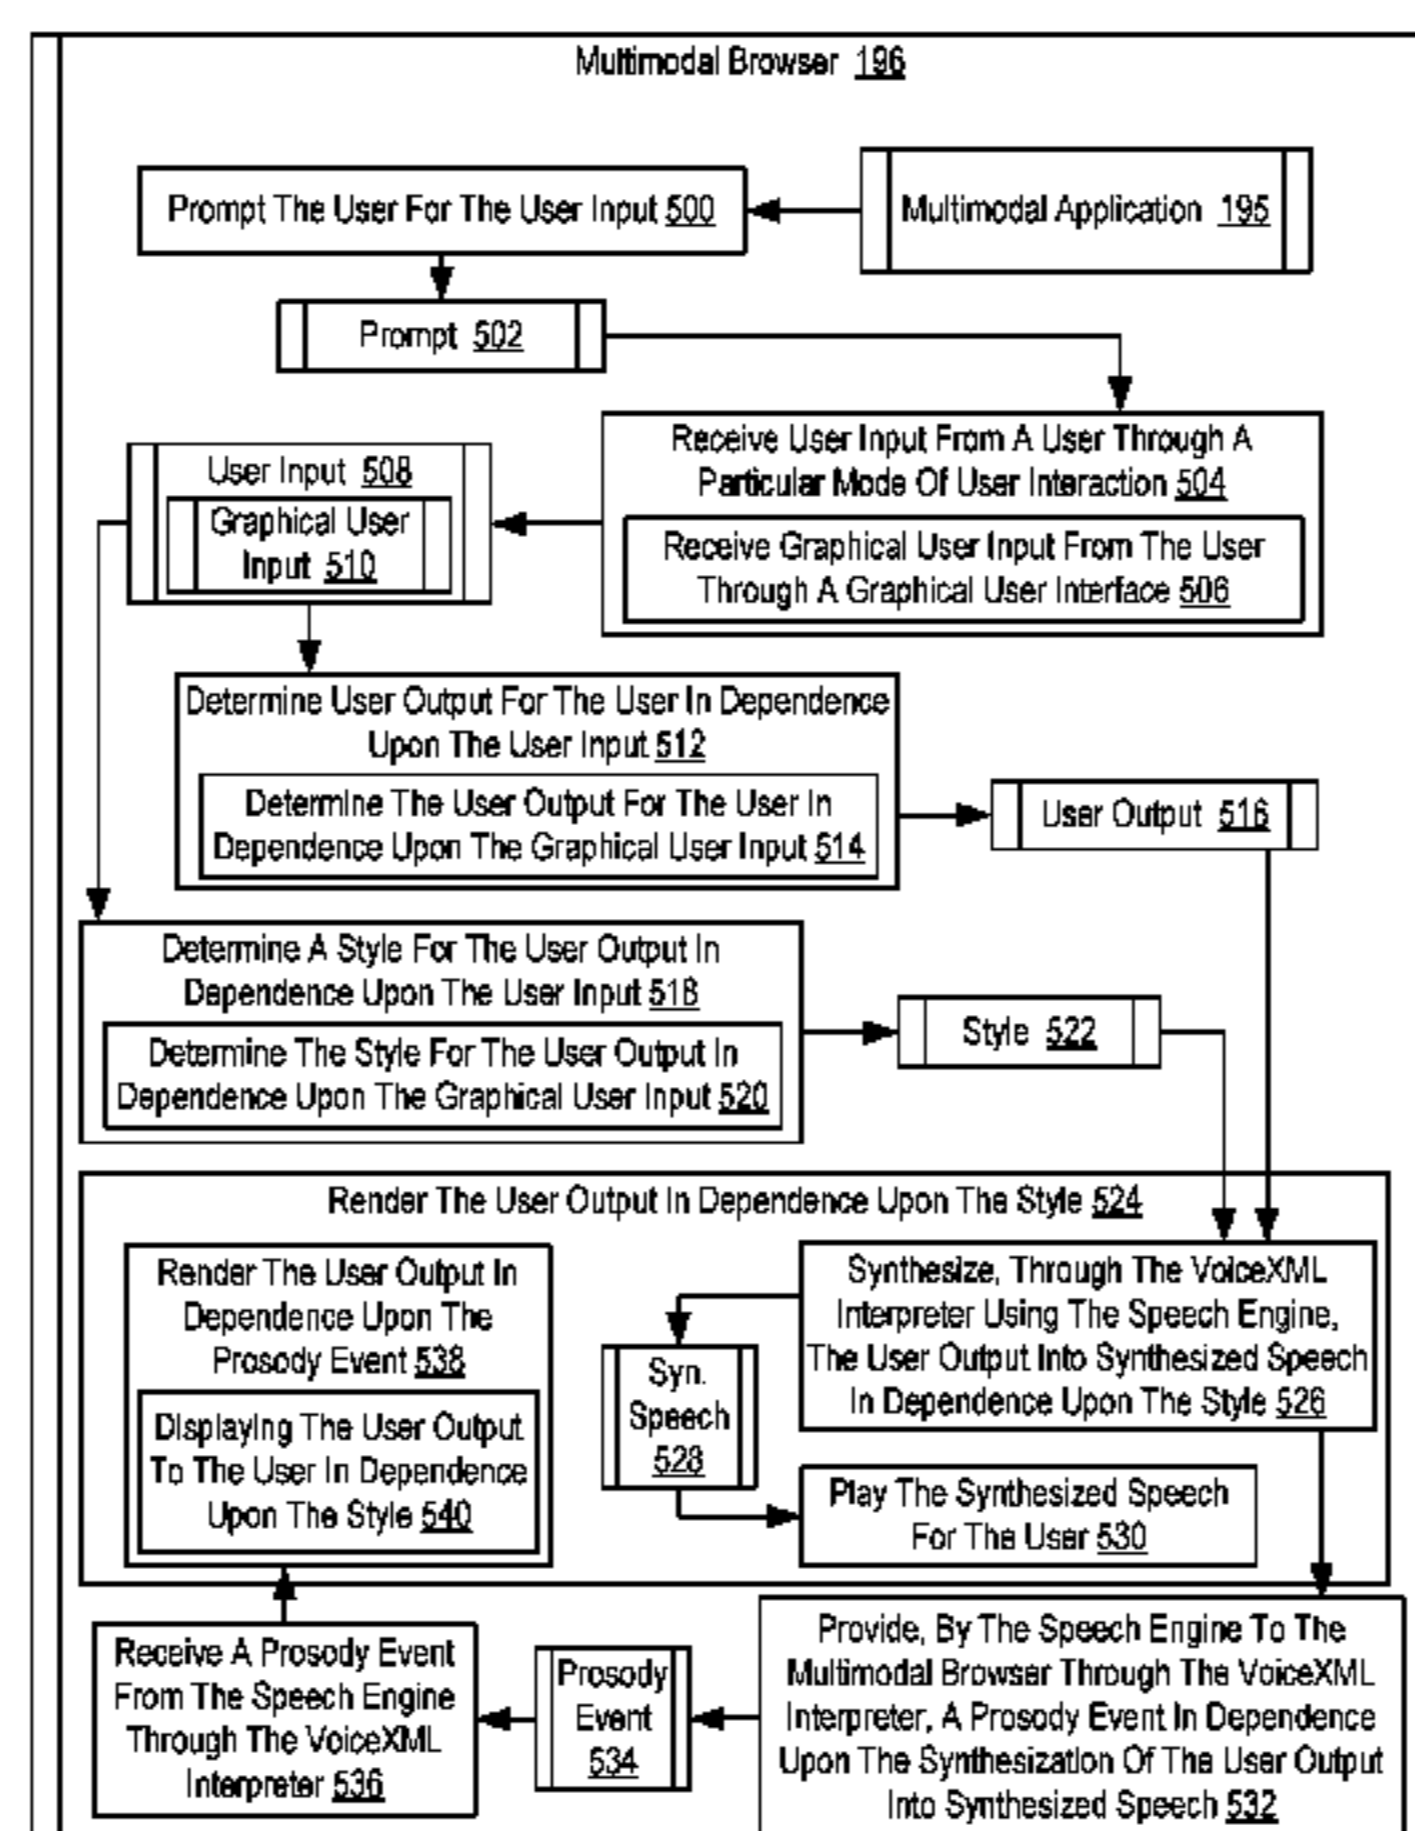 Multimodal Browser 196
Prompt The User For The User Input 500
Multimodal Application 195
Prompt 502
Receive User Input From A User Through A
Particular Mode Of User Interaction 504
Receive Graphical User Input From The User
Through A Graphical User Interface 506
User Input 508
Graphical User
Input 510
Determine User Output For The User In Dependence
Upon The User Input 512
Determine The User Output For The User In
Dependence Upon The Graphical User Input 514
User Output 516
Determine A Style For The User Output In
Dependence Upon The User Input 518
Determine The Style For The User Output In
Dependence Upon The Graphical User Input 520
Style 522
Render The User Output In Dependence Upon The Style 524
Render The User Output In
Dependence Upon The
Prosody Event 538
Displaying The User Output
To The User In Dependence
Upon The Style 540
Synthesize, Through The VoiceXML
Interpreter Using The Speech Engine,
The User Output Into Synthesized Speech
In Dependence Upon The Style 526
Syn.
Speech
528
Play The Synthesized Speech
For The User 530
Receive A Prosody Event
From The Speech Engine
Through The VoiceXML
Interpreter 536
Prosody
Event
534
Provide, By The Speech Engine To The
Multimodal Browser Through The VoiceXML
Interpreter, A Prosody Event In Dependence
Upon The Synthesization Of The User Output
Into Synthesized Speech 532